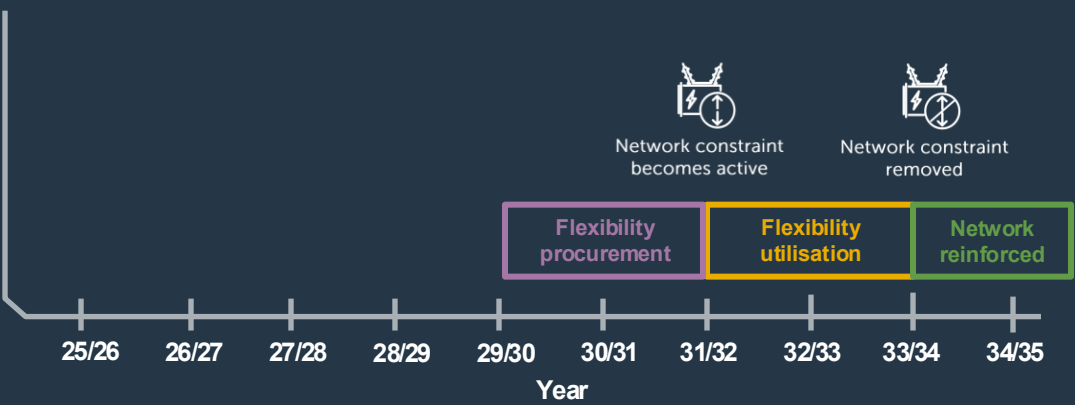 Network constraint
becomes active
Network constraint
removed
Flexibility
procurement
Flexibility
utilisation
Network
reinforced
25/26 26/27 27/28 28/29 29/30 30/31 31/32 32/33 33/34 34/35
Year